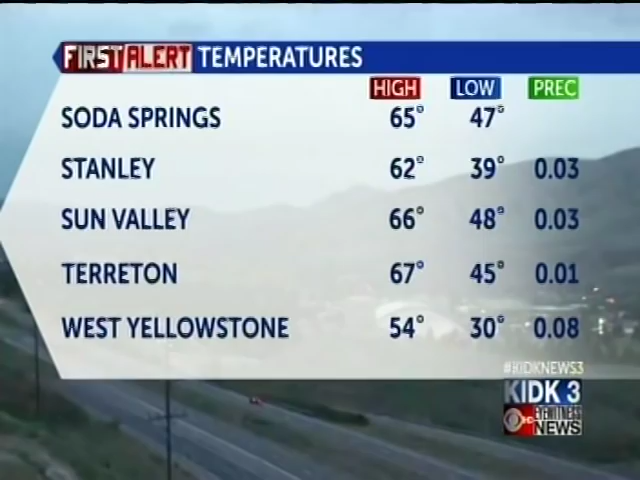 FIRST ALERT TEMPERATURES
HIGH LOW PREC
SODA SPRINGS 65° 47°
STANLEY 62° 39° 0.03
SUN VALLEY 66° 48° 0.03
TERRETON 67° 45° 0.01
WEST YELLOWSTONE 54° 30° 0.08
#KIDKNEWS3
KIDK 3
EYEWITNESS
NEWS